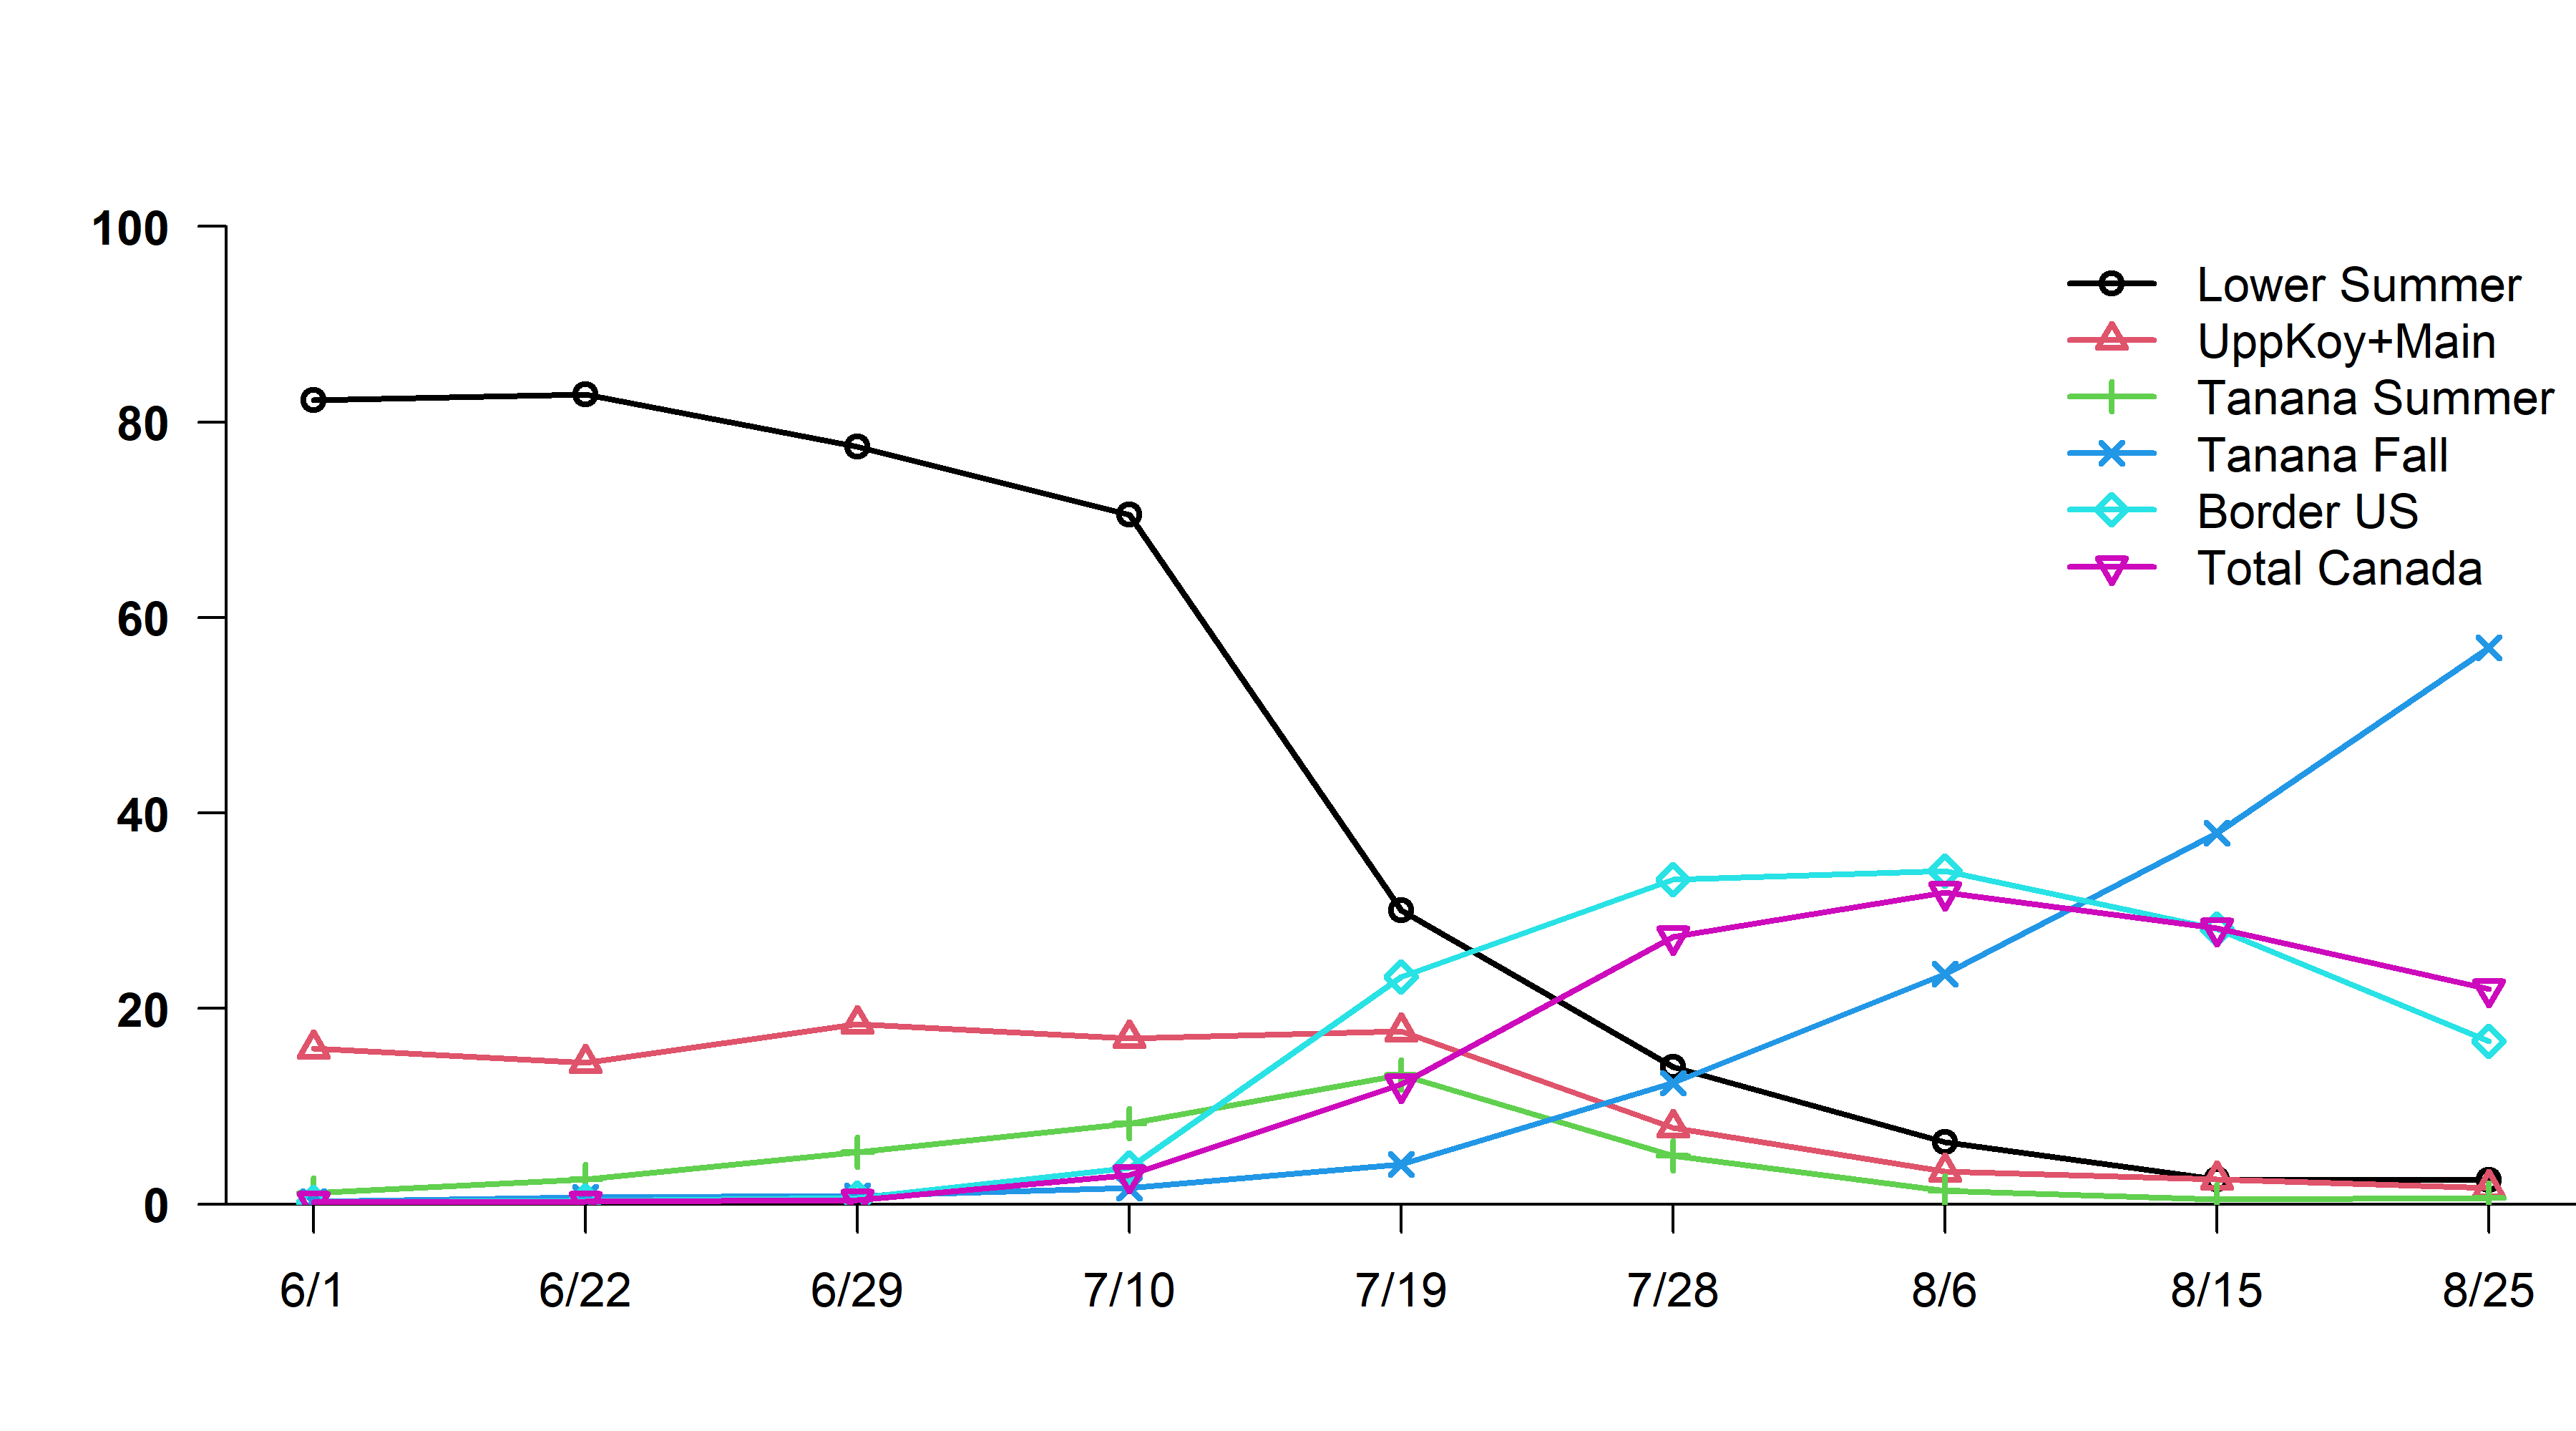 100
80
60
40
20
0
Lower Summer
UppKoy+Main
Tanana Summer
Tanana Fall
Border US
Total Canada
6/1 6/22 6/29 7/10 7/19 7/28 8/6 8/15 8/25